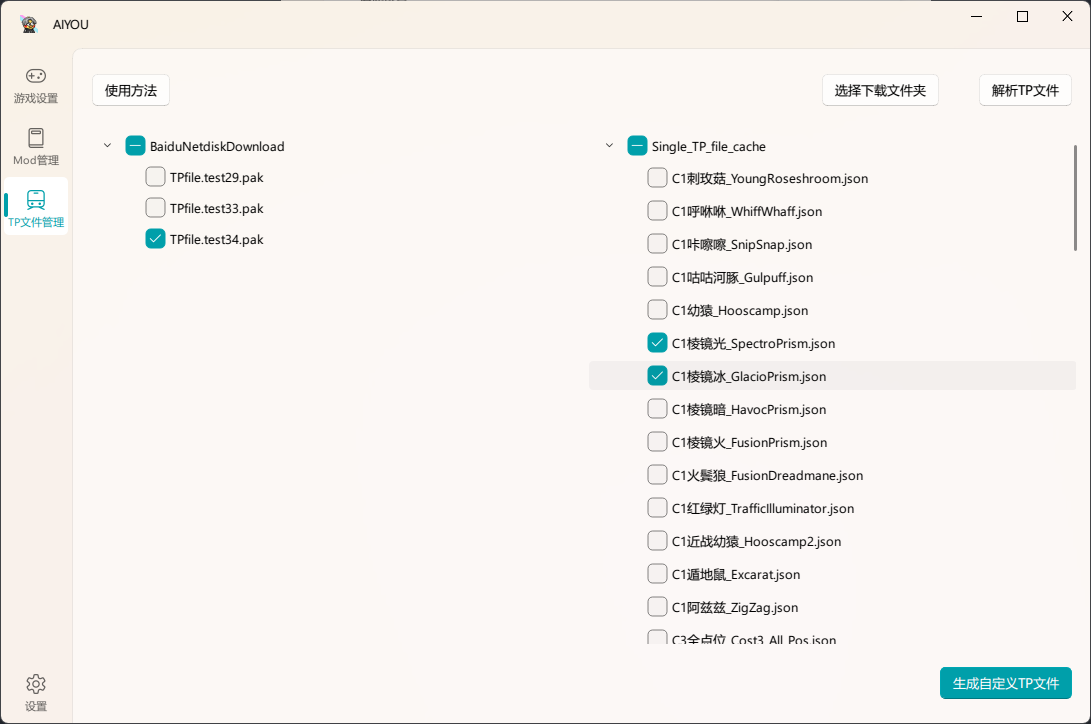 AIYOU
游戏设置
Mod管理
TP文件管理
设置
使用方法
选择下载文件夹
解析TP文件
BaiduNetdiskDownload
TPfile.test29.pak
TPfile.test33.pak
TPfile.test34.pak
Single_TP_file_cache
C1刺玫菇_YoungRoseshroom.json
C1呼咻咻_WhiffWhaff.json
C1咔嚓嚓_SnipSnap.json
C1咕咕河豚_Gulpuff.json
C1幼猿_Hooscamp.json
C1棱镜光_SpectroPrism.json
C1棱镜冰_GlacioPrism.json
C1棱镜暗_HavocPrism.json
C1棱镜火_FusionPrism.json
C1火鬃狼_FusionDreadmane.json
C1红绿灯_TrafficIlluminator.json
C1近战幼猿_Hooscamp2.json
C1遁地鼠_Excarat.json
C1阿兹兹_ZigZag.json
C3全点位_Cost3_All_Pos.json
生成自定义TP文件